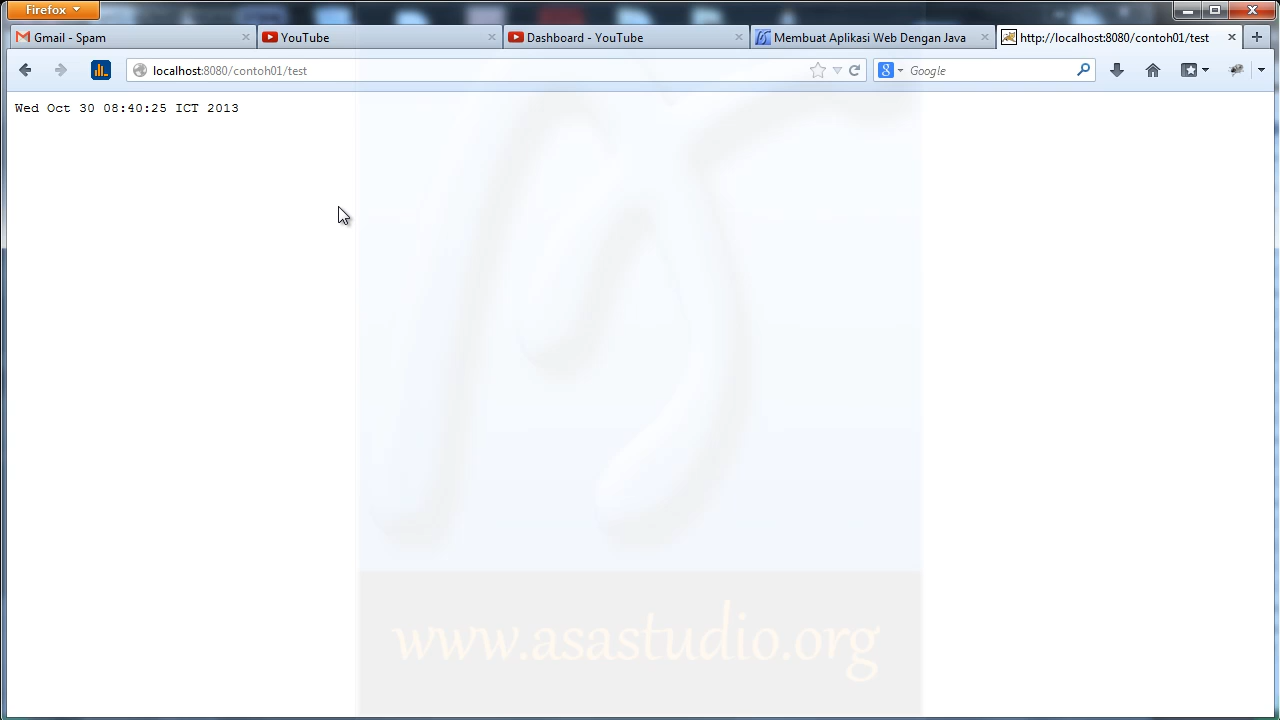 Firefox
Gmail - Spam
YouTube
Dashboard - YouTube
Membuat Aplikasi Web Dengan Java
http://localhost:8080/contoh01/test
localhost:8080/contoh01/test
Google
Wed Oct 30 08:40:25 ICT 2013
www.asastudio.org